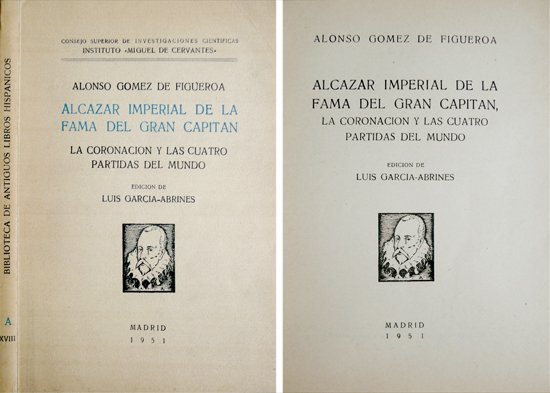 BIBLIOTECA DE ANTIGUOS LIBROS HISPANICOS
A
XVIII
CONSEJO SUPERIOR DE INVESTIGACIONES CIENTIFICAS
INSTITUTO «MIGUEL DE CERVANTES»
ALONSO GOMEZ DE FIGUEROA
ALCAZAR IMPERIAL DE LA
FAMA DEL GRAN CAPITAN
LA CORONACION Y LAS CUATRO
PARTIDAS DEL MUNDO
EDICION DE
LUIS GARCIA-ABRINES
MADRID
1951
ALONSO GOMEZ DE FIGUEROA
ALCAZAR IMPERIAL DE LA
FAMA DEL GRAN CAPITAN,
LA CORONACION Y LAS CUATRO
PARTIDAS DEL MUNDO
EDICION DE
LUIS GARCIA-ABRINES
MADRID
1951